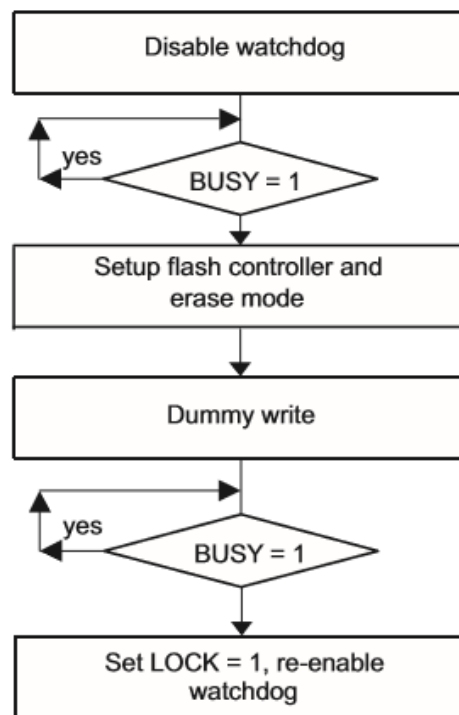 Disable watchdog
yes
BUSY = 1
Setup flash controller and
erase mode
Dummy write
yes
BUSY = 1
Set LOCK = 1, re-enable
watchdog